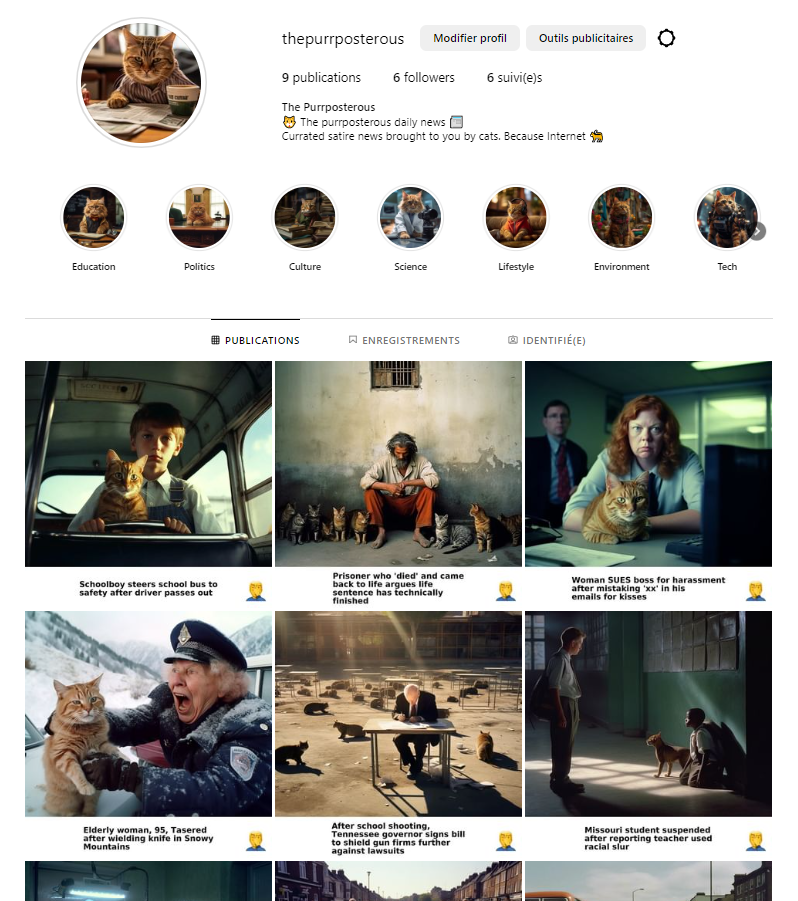 thepurrposterous
Modifier profil
Outils publicitaires
9 publications
6 followers
6 suivi(e)s
The Purrposterous
🐱 The purrposterous daily news 📰
Currated satire news brought to you by cats. Because Internet 🐈
Education
Politics
Culture
Science
Lifestyle
Environment
Tech
PUBLICATIONS
ENREGISTREMENTS
IDENTIFIÉ(E)
Schoolboy steers school bus to
safety after driver passes out
Prisoner who 'died' and came
back to life argues life
sentence has technically
finished
Woman SUES boss for harassment
after mistaking 'xx' in his
emails for kisses
Elderly woman, 95, Tasered
after wielding knife in Snowy
Mountains
After school shooting,
Tennessee governor signs bill
to shield gun firms further
against lawsuits
Missouri student suspended
after reporting teacher used
racial slur